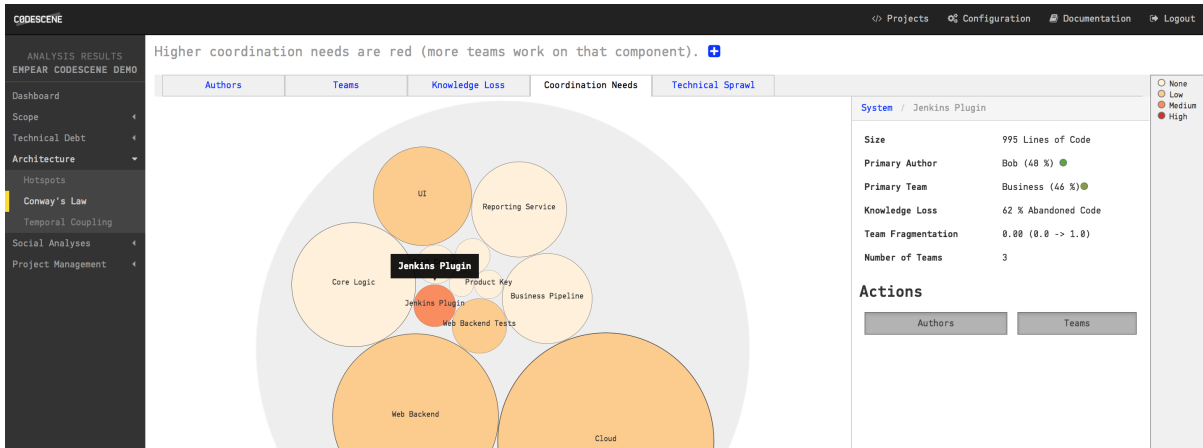 CØDESCENE
</> Projects
Configuration
Documentation
Logout
ANALYSIS RESULTS
EMPEAR CODESCENE DEMO
Dashboard
Scope
Technical Debt
Architecture
Hotspots
Conway's Law
Temporal Coupling
Social Analyses
Project Management
Higher coordination needs are red (more teams work on that component).
Authors
Teams
Knowledge Loss
Coordination Needs
Technical Sprawl
UI
Reporting Service
Core Logic
Jenkins Plugin
Product Key
Jenkins Plugin
Business Pipeline
Web Backend Tests
Web Backend
Cloud
System / Jenkins Plugin
Size 995 Lines of Code
Primary Author Bob (48 %)
Primary Team Business (46 %)
Knowledge Loss 62 % Abandoned Code
Team Fragmentation 0.00 (0.0 -> 1.0)
Number of Teams 3
Actions
Authors
Teams
None
Low
Medium
High